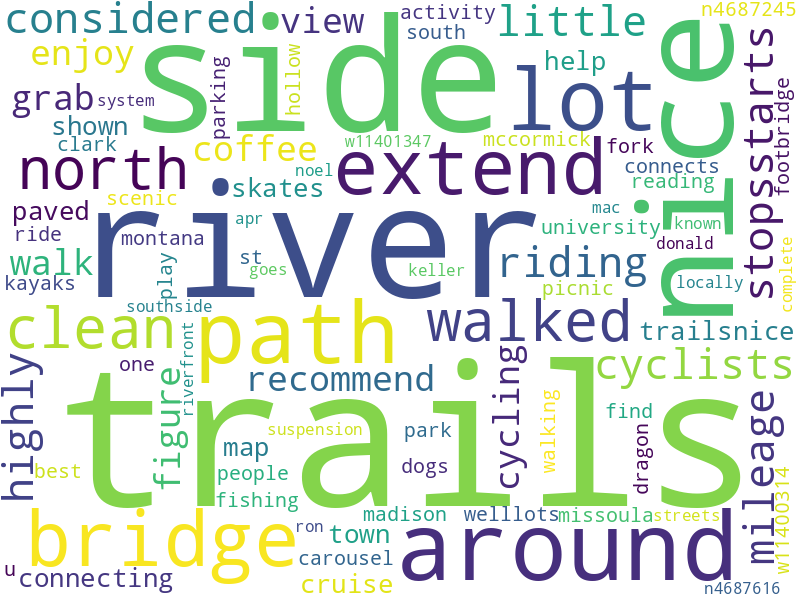 considered
side
view
activity
south
little
n4687245
enjoy
nice
stopsstarts
grab
system
parking
hollow
lot
help
footbridge
shown
clark
coffee
w11401347
mccormick
fork
north
noel
extend
connects
skates
reading
scenic
paved
river
apr
mac
university
known
ride
montana
donald
walk
play
st
goes
keller
riding
locally
complete
kayaks
picnic
southside
clean
path
walked
trailsnice
riverfront
one
cycling
cyclists
highly
figure
recommend
trails
walking
find
mileage
map
suspension
park
dragon
best
people
dogs
w11400314
fishing
bridge
madison
welllots
missoula
streets
ron
town
around
carousel
u
connecting
cruise
n4687616